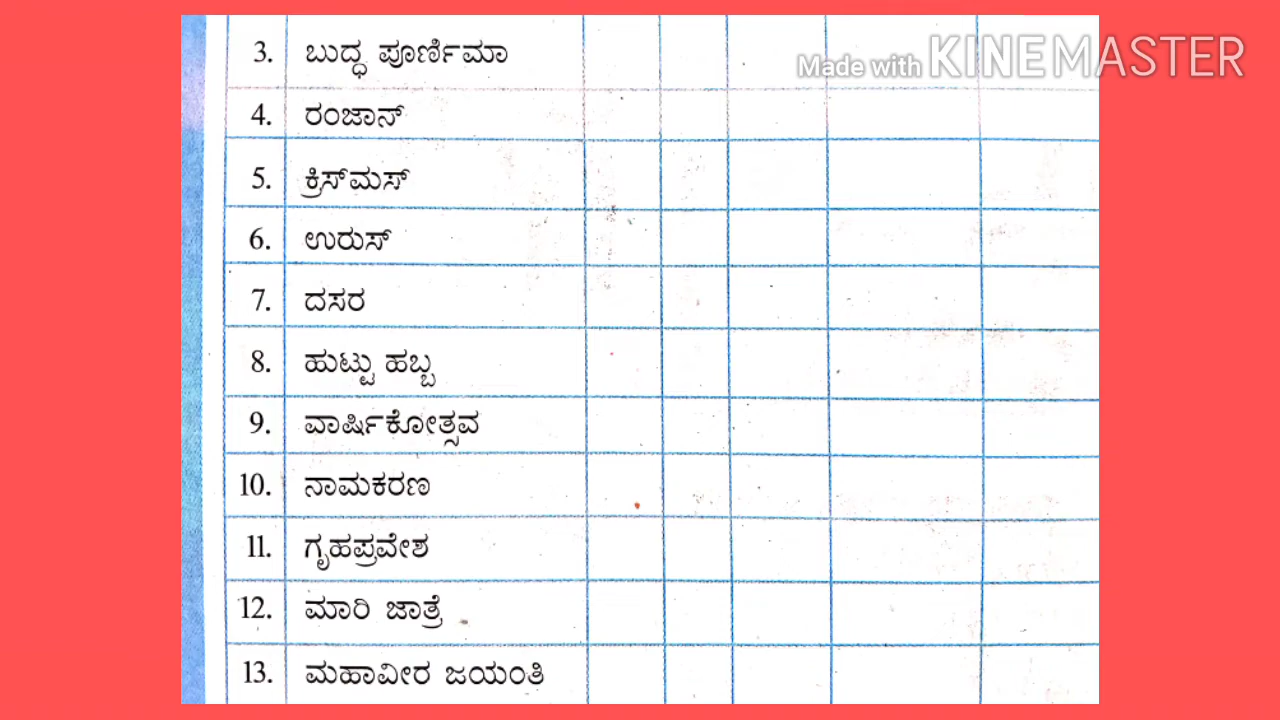 Made with KINEMASTER
3. ಬುದ್ಧ ಪೂರ್ಣಿಮಾ
4. ರಂಜಾನ್
5. ಕ್ರಿಸ್‌ಮಸ್
6. ಉರುಸ್
7. ದಸರ
8. ಹುಟ್ಟು ಹಬ್ಬ
9. ವಾರ್ಷಿಕೋತ್ಸವ
10. ನಾಮಕರಣ
11. ಗೃಹಪ್ರವೇಶ
12. ಮಾರಿ ಜಾತ್ರೆ
13. ಮಹಾವೀರ ಜಯಂತಿ